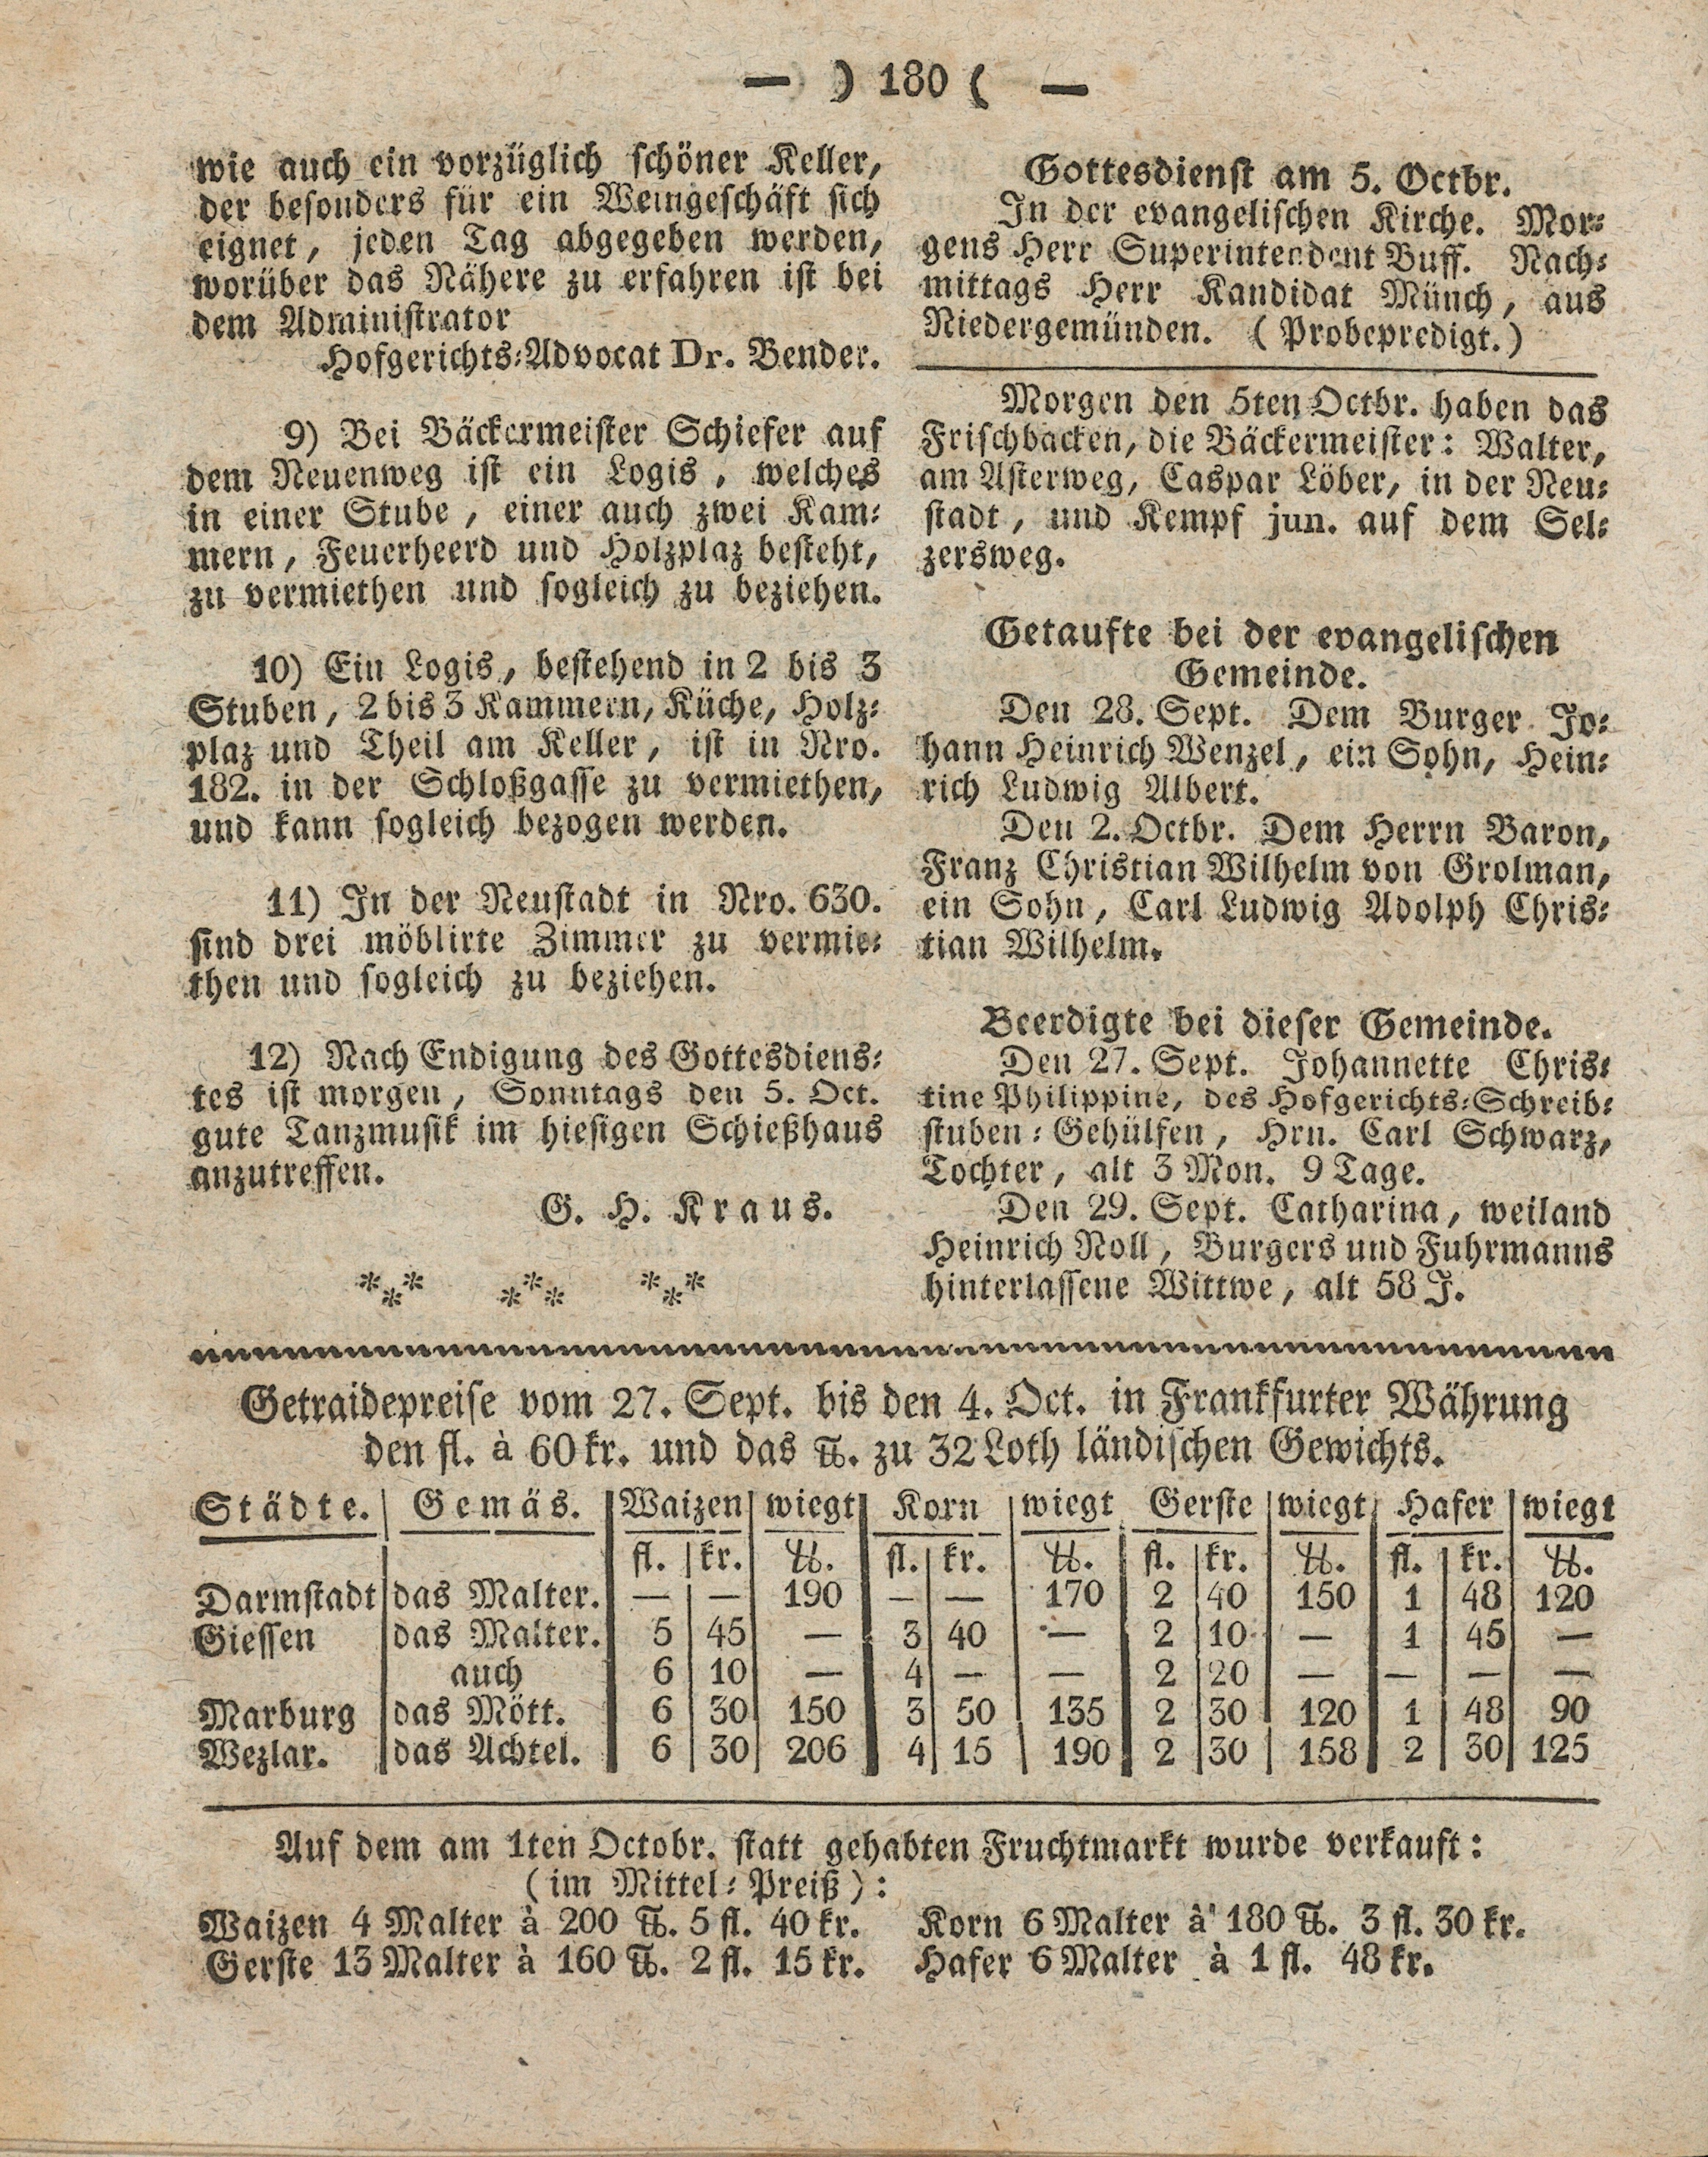 — ) 180 ( —
wie auch ein vorzüglich schöner Keller,
der besonders für ein Weingeschäft sich
eignet, jeden Tag abgegeben werden,
worüber das Nähere zu erfahren ist bei
dem Administrator
Hofgerichts-Advocat Dr. Bender.
9) Bei Bäckermeister Schiefer auf
dem Neuenweg ist ein Logis, welches
in einer Stube, einer auch zwei Kam-
mern, Feuerheerd und Holzplaz besteht,
zu vermiethen und sogleich zu beziehen.
10) Ein Logis, bestehend in 2 bis 3
Stuben, 2 bis 3 Kammern, Küche, Holz-
plaz und Theil am Keller, ist in Nro.
182. in der Schloßgasse zu vermiethen,
und kann sogleich bezogen werden.
11) In der Neustadt in Nro. 630.
sind drei möblirte Zimmer zu vermie-
then und sogleich zu beziehen.
12) Nach Endigung des Gottesdiens-
tes ist morgen, Sonntags den 5. Oct.
gute Tanzmusik im hiesigen Schießhaus
anzutreffen.
G. H. Kraus.
*** *** ***
Gottesdienst am 5. Octbr.
In der evangelischen Kirche. Mor-
gens Herr Superintendent Buff. Nach-
mittags Herr Kandidat Münch, aus
Niedergemünden. (Probepredigt.)
Morgen den 5ten Octbr. haben das
Frischbacken, die Bäckermeister: Walter,
am Asterweg, Caspar Löber, in der Neu-
stadt, und Kempf jun. auf dem Sel-
zersweg.
Getaufte bei der evangelischen
Gemeinde.
Den 28. Sept. Dem Burger Jo-
hann Heinrich Wenzel, ein Sohn, Hein-
rich Ludwig Albert.
Den 2. Octbr. Dem Herrn Baron,
Franz Christian Wilhelm von Grolman,
ein Sohn, Carl Ludwig Adolph Chris-
tian Wilhelm.
Beerdigte bei dieser Gemeinde.
Den 27. Sept. Johannette Chris-
tine Philippine, des Hofgerichts-Schreib-
stuben-Gehülfen, Hrn. Carl Schwarz,
Tochter, alt 3 Mon. 9 Tage.
Den 29. Sept. Catharina, weiland
Heinrich Noll, Burgers und Fuhrmanns
hinterlassene Wittwe, alt 58 J.
Getraidepreise vom 27. Sept. bis den 4. Oct. in Frankfurter Währung
den fl. à 60 kr. und das ℔. zu 32 Loth ländischen Gewichts.
Städte. Gemäs. Waizen wiegt Korn wiegt Gerste wiegt Hafer wiegt
fl. kr. ℔. fl. kr. ℔. fl. kr. ℔. fl. kr. ℔.
Darmstadt das Malter. — — 190 — — 170 2 40 150 1 48 120
Giessen das Malter. 5 45 — 3 40 — 2 10 — 1 45 —
auch 6 10 — 4 — — 2 20 — — — —
Marburg das Mött. 6 30 150 3 50 135 2 30 120 1 48 90
Wezlar. das Achtel. 6 30 206 4 15 190 2 30 158 2 30 125
Auf dem am 1ten Octobr. statt gehabten Fruchtmarkt wurde verkauft:
(im Mittel-Preiß):
Waizen 4 Malter à 200 ℔. 5 fl. 40 kr. Korn 6 Malter à 180 ℔. 3 fl. 30 kr.
Gerste 13 Malter à 160 ℔. 2 fl. 15 kr. Hafer 6 Malter à 1 fl. 48 kr.